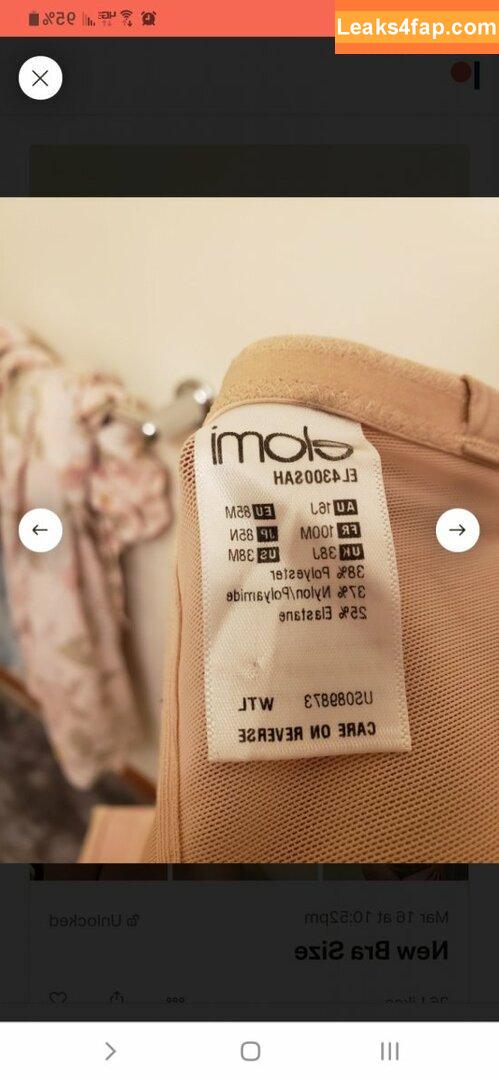 95%
Leaks4fap.com
elomi
EL4300SAH
AU 16J EU 85M
FR 100M JP 85N
UK 38J US 38M
38% Polyester
37% Nylon/Polyamide
25% Elastane
US089873 WTL
CARE ON REVERSE
Mar 16 at 10:52pm Unlocked
New Bra Size